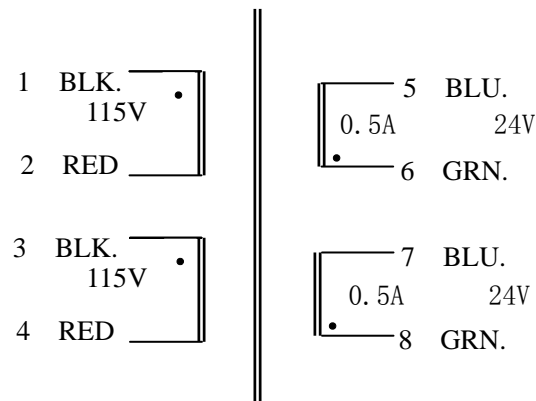 1 BLK.
115V
2 RED
3 BLK.
115V
4 RED
5 BLU.
0.5A 24V
6 GRN.
7 BLU.
0.5A 24V
8 GRN.